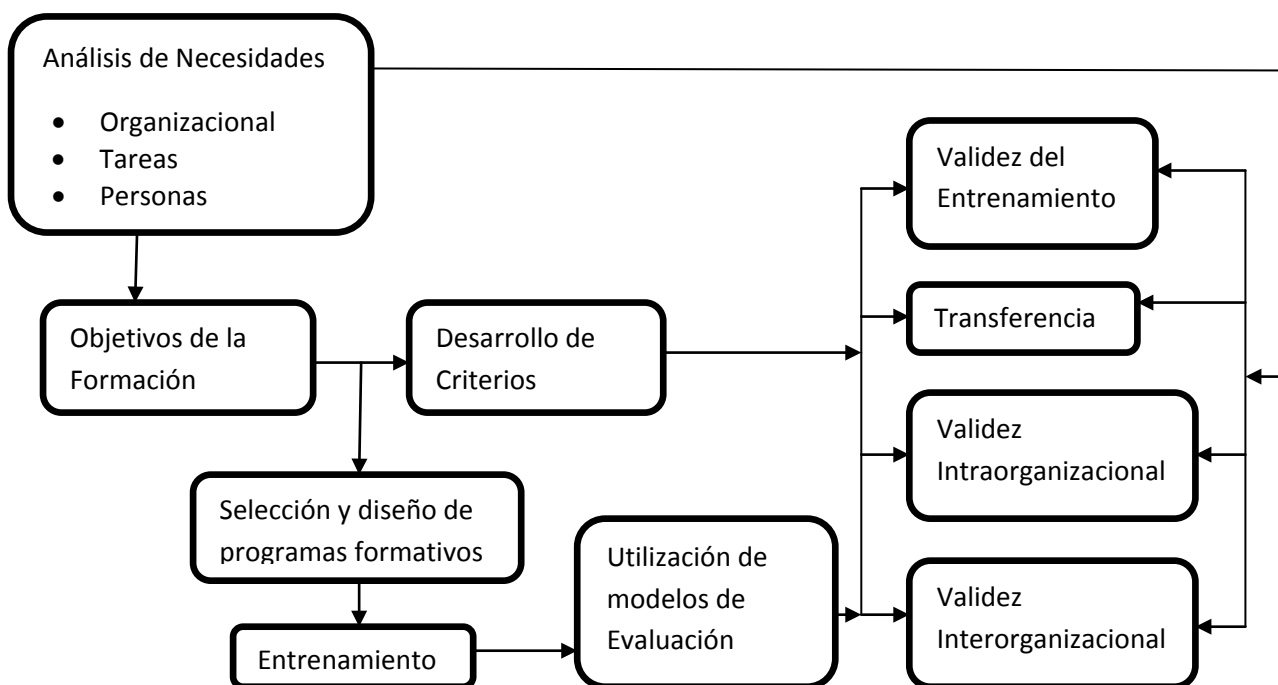 Análisis de Necesidades
• Organizacional
• Tareas
• Personas
Objetivos de la
Formación
Desarrollo de
Criterios
Selección y diseño de
programas formativos
Entrenamiento
Utilización de
modelos de
Evaluación
Validez del
Entrenamiento
Transferencia
Validez
Intraorganizacional
Validez
Interorganizacional